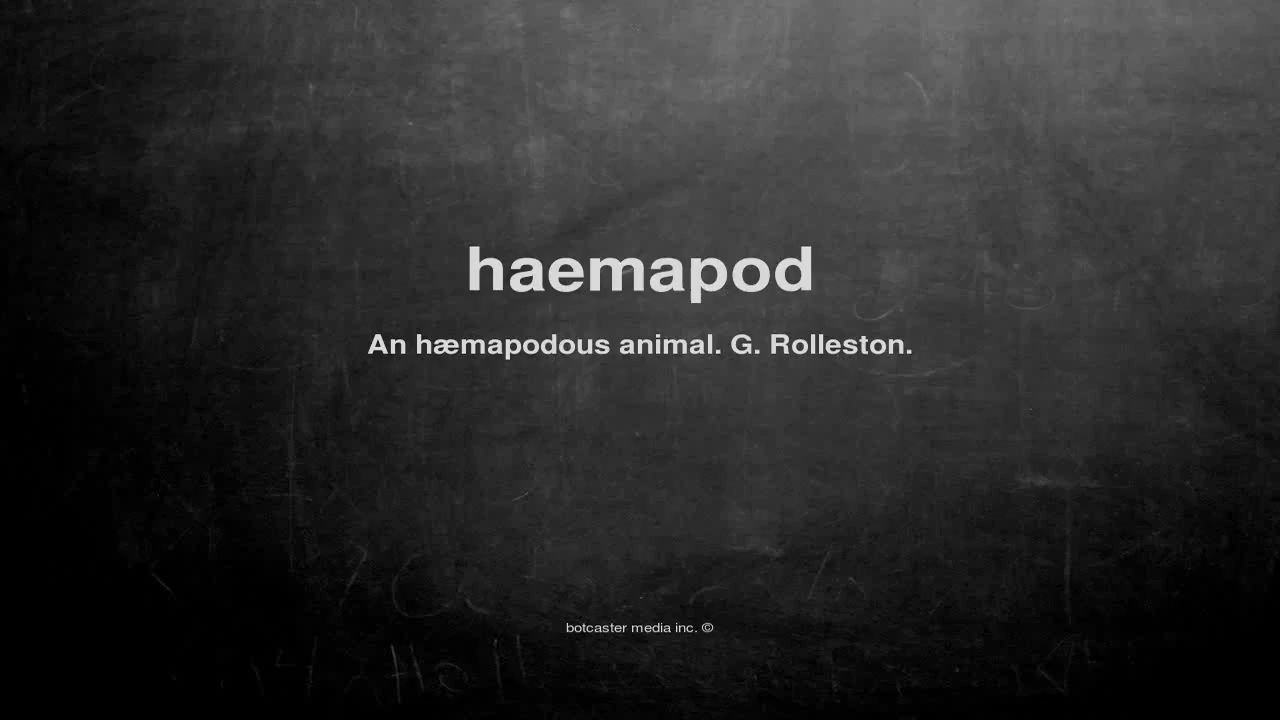 haemapod
An hæmapodous animal. G. Rolleston.
botcaster media inc. ©